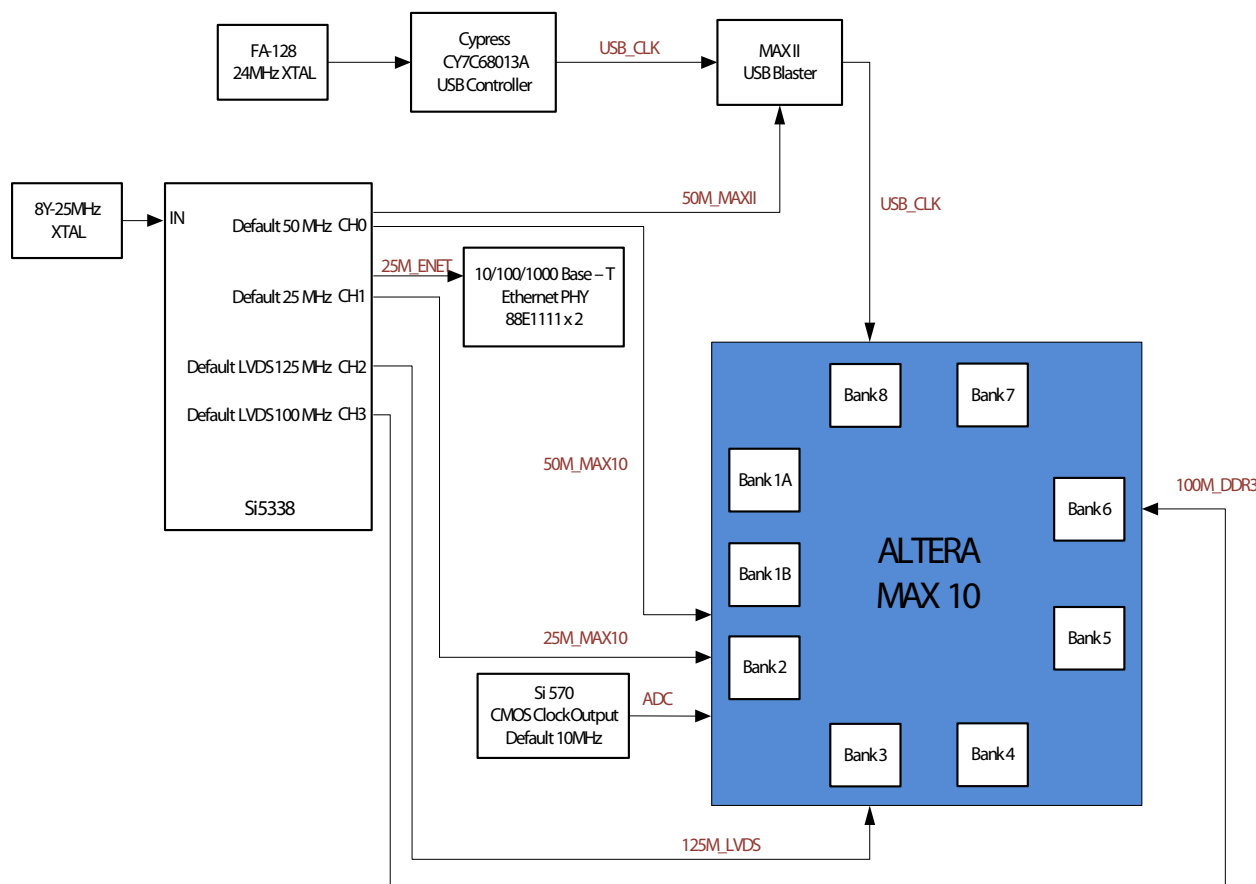 FA-128
24MHz XTAL
Cypress
CY7C68013A
USB Controller
USB_CLK
MAX II
USB Blaster
8Y-25MHz
XTAL
IN
Default 50 MHz CH0
Default 25 MHz CH1
Default LVDS 125 MHz CH2
Default LVDS 100 MHz CH3
Si5338
50M_MAXII
USB_CLK
25M_ENET
10/100/1000 Base – T
Ethernet PHY
88E1111 x 2
50M_MAX10
25M_MAX10
Si 570
CMOS Clock Output
Default 10MHz
ADC
Bank 8
Bank 7
Bank 1A
Bank 6
Bank 1B
ALTERA
MAX 10
Bank 2
Bank 5
Bank 3
Bank 4
100M_DDR3
125M_LVDS